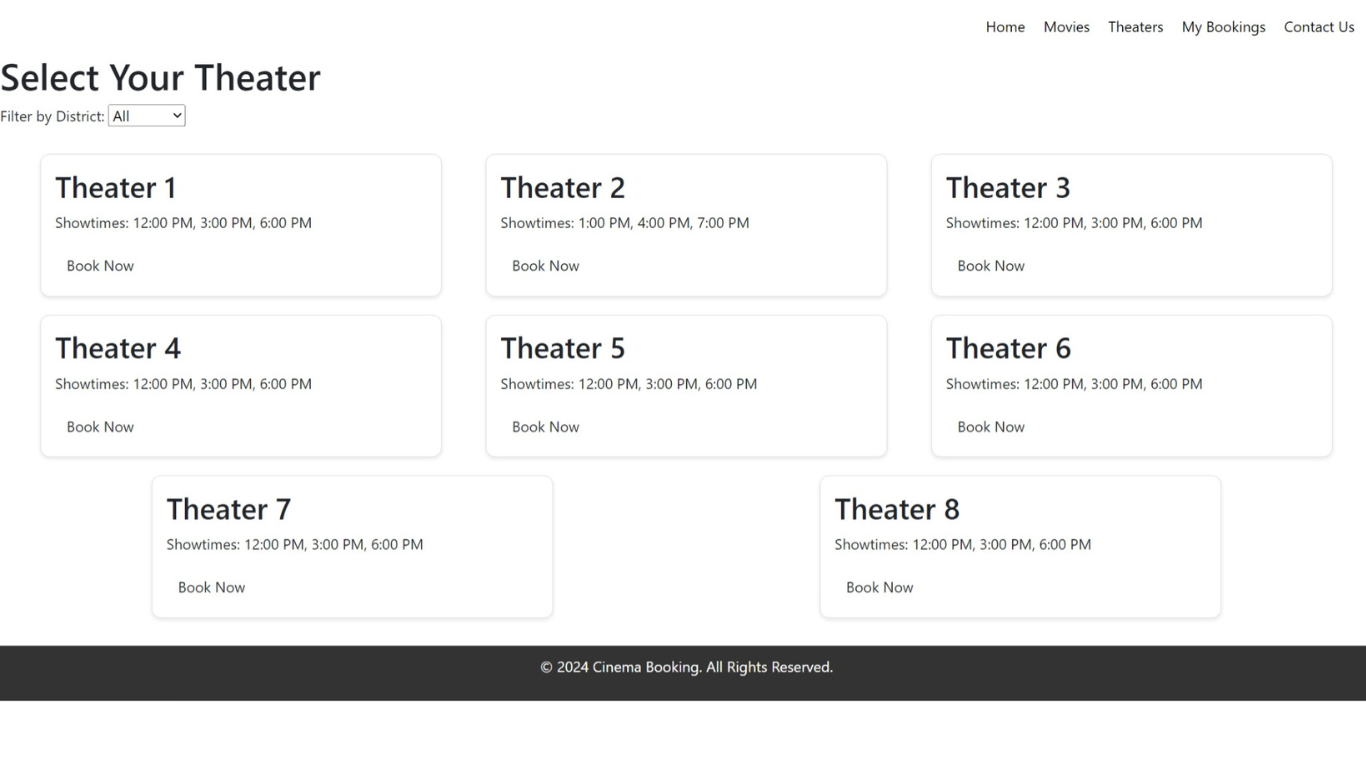 Home Movies Theaters My Bookings Contact Us
Select Your Theater
Filter by District: All
Theater 1
Showtimes: 12:00 PM, 3:00 PM, 6:00 PM
Book Now
Theater 2
Showtimes: 1:00 PM, 4:00 PM, 7:00 PM
Book Now
Theater 3
Showtimes: 12:00 PM, 3:00 PM, 6:00 PM
Book Now
Theater 4
Showtimes: 12:00 PM, 3:00 PM, 6:00 PM
Book Now
Theater 5
Showtimes: 12:00 PM, 3:00 PM, 6:00 PM
Book Now
Theater 6
Showtimes: 12:00 PM, 3:00 PM, 6:00 PM
Book Now
Theater 7
Showtimes: 12:00 PM, 3:00 PM, 6:00 PM
Book Now
Theater 8
Showtimes: 12:00 PM, 3:00 PM, 6:00 PM
Book Now
© 2024 Cinema Booking. All Rights Reserved.